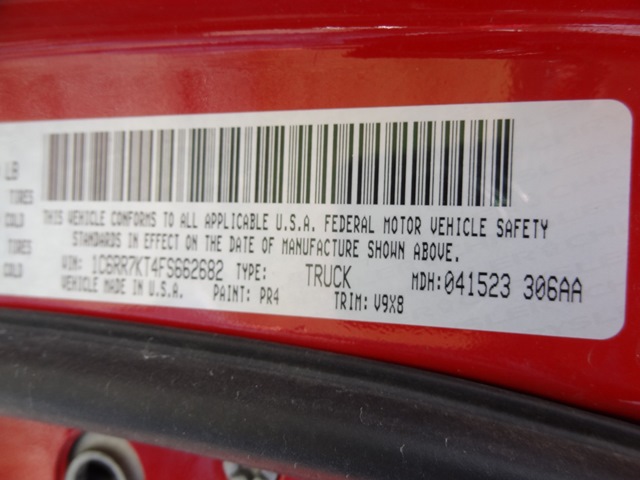 LB
TIRES
COLD
TIRES
COLD
THIS VEHICLE CONFORMS TO ALL APPLICABLE U.S.A. FEDERAL MOTOR VEHICLE SAFETY
STANDARDS IN EFFECT ON THE DATE OF MANUFACTURE SHOWN ABOVE.
VIN: 1C6RR7KT4FS662682 TYPE: TRUCK MDH:041523 306AA
VEHICLE MADE IN U.S.A. PAINT: PR4 TRIM: V9X8